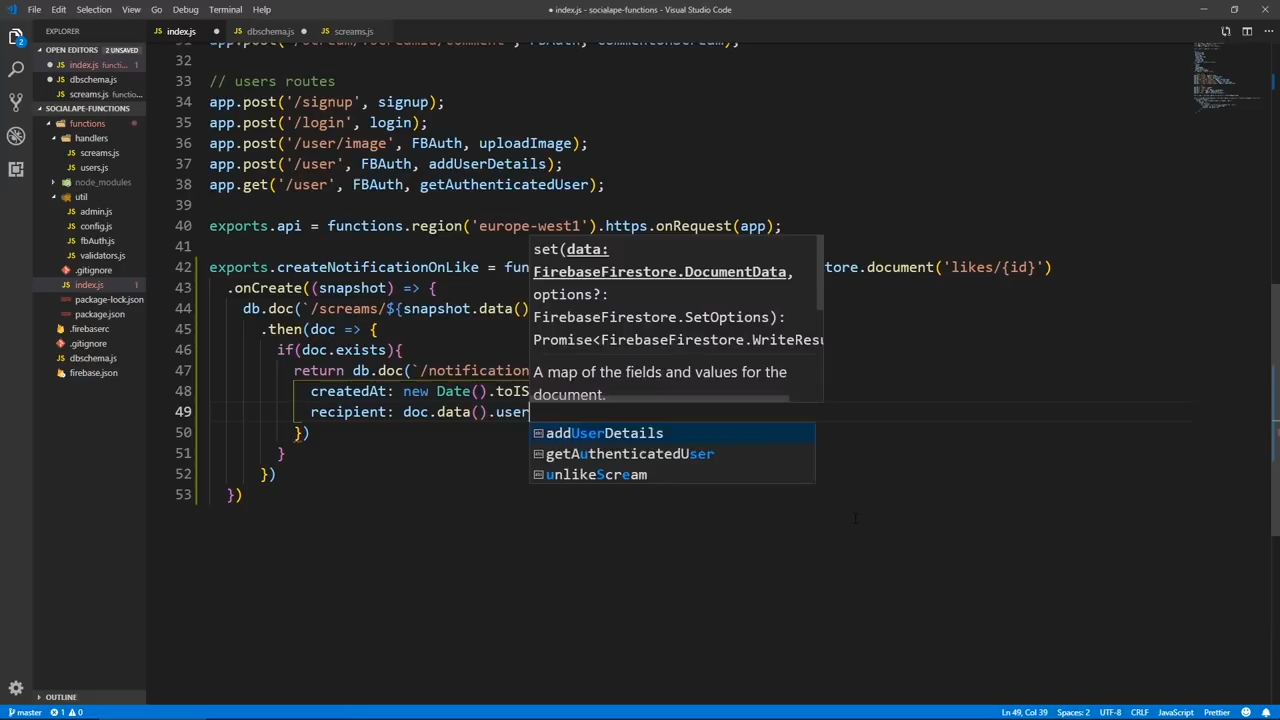 File Edit Selection View Go Debug Terminal Help
● index.js - socialape-functions - Visual Studio Code
EXPLORER
index.js ● dbschema.js ● screams.js
OPEN EDITORS 2 UNSAVED
● index.js functi... 1
● dbschema.js
screams.js functio...
SOCIALAPE-FUNCTIONS
functions
handlers
screams.js
users.js
node_modules
util
admin.js
config.js
fbAuth.js
validators.js
.gitignore
index.js 1
package-lock.json
package.json
.firebaserc
.gitignore
dbschema.js
firebase.json
OUTLINE
32
33 // users routes
34 app.post('/signup', signup);
35 app.post('/login', login);
36 app.post('/user/image', FBAuth, uploadImage);
37 app.post('/user', FBAuth, addUserDetails);
38 app.get('/user', FBAuth, getAuthenticatedUser);
39
40 exports.api = functions.region('europe-west1').https.onRequest(app);
41
42 exports.createNotificationOnLike = fun tore.document('likes/{id}')
43 .onCreate((snapshot) => {
44 db.doc(`/screams/${snapshot.data()
45 .then(doc => {
46 if(doc.exists){
47 return db.doc(`/notification
48 createdAt: new Date().toIS
49 recipient: doc.data().user
50 })
51 }
52 })
53 })
set(data:
FirebaseFirestore.DocumentData,
options?:
FirebaseFirestore.SetOptions):
Promise<FirebaseFirestore.WriteResu
A map of the fields and values for the
document.
addUserDetails
getAuthenticatedUser
unlikeScream
master 1 0
Ln 49, Col 39 Spaces: 2 UTF-8 CRLF JavaScript Prettier